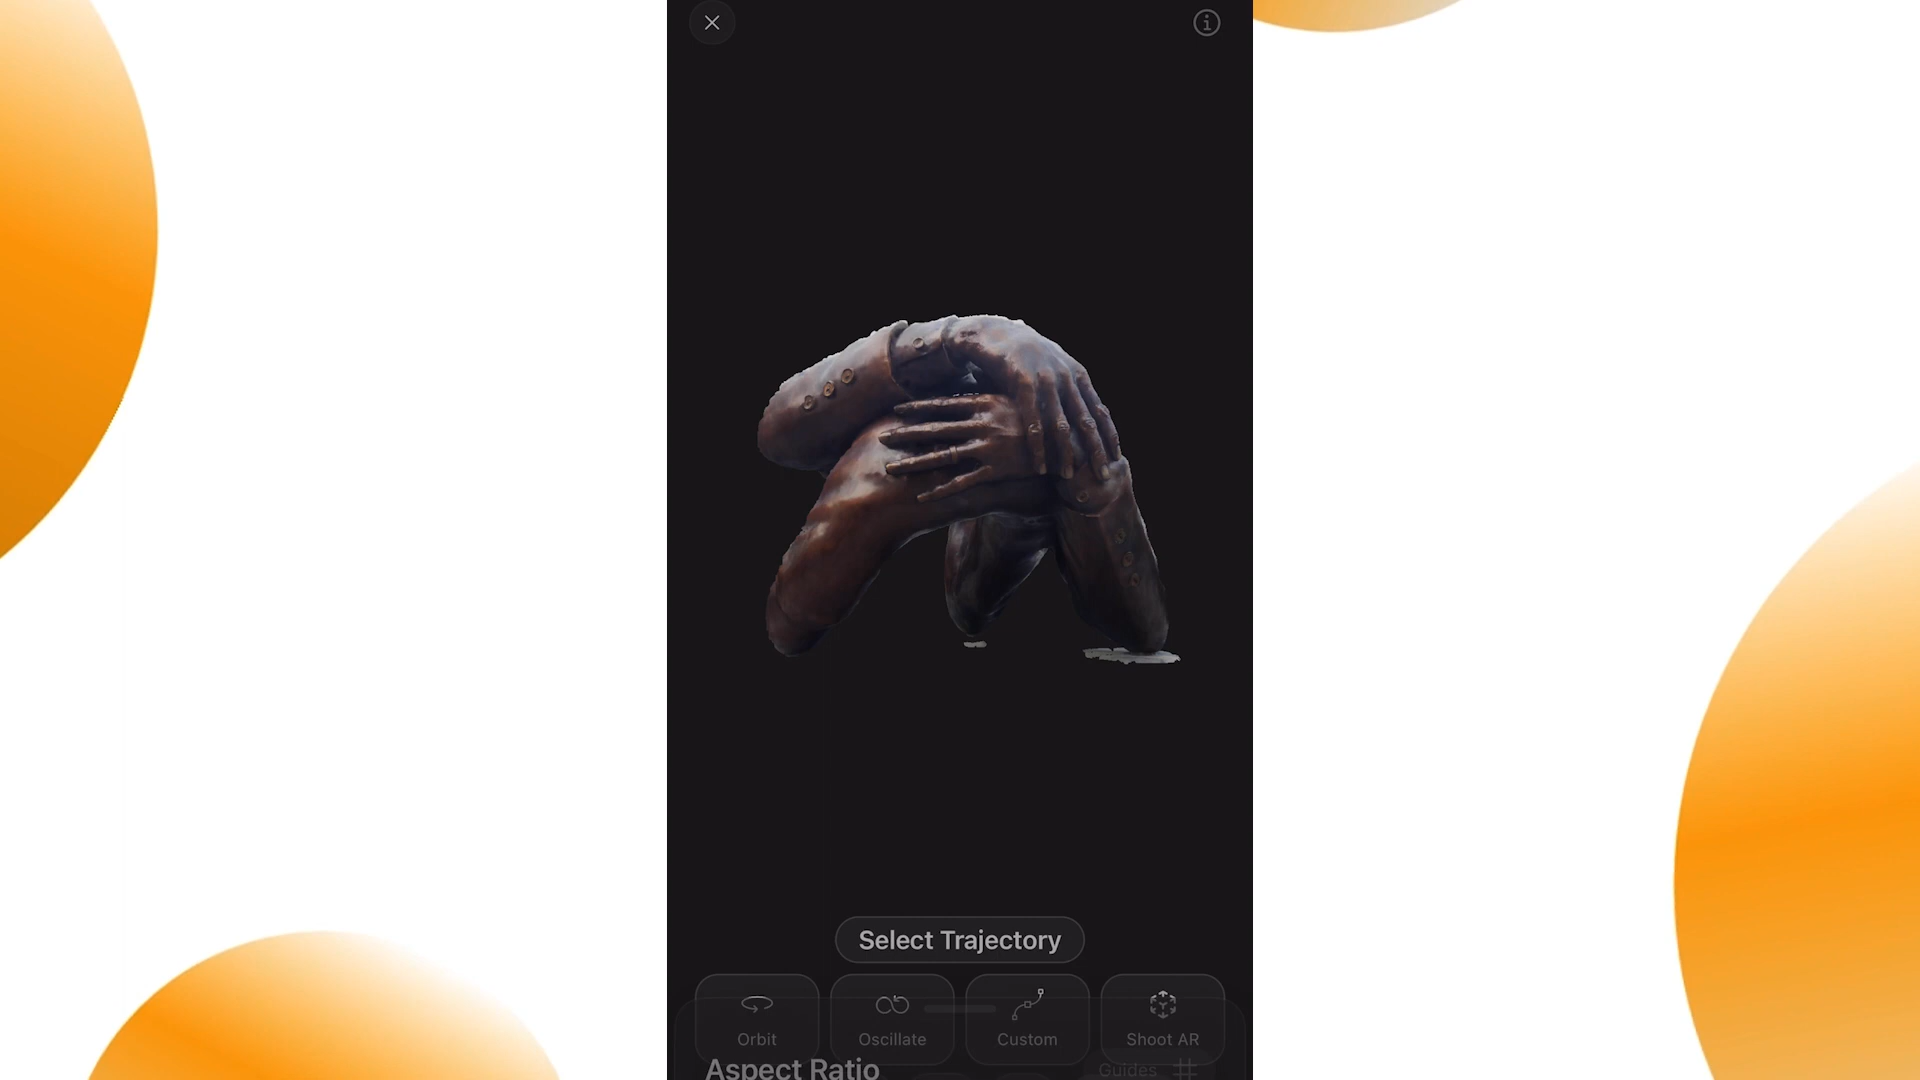 Select Trajectory
Orbit
Oscillate
Custom
Shoot AR
Aspect Ratio
Guides